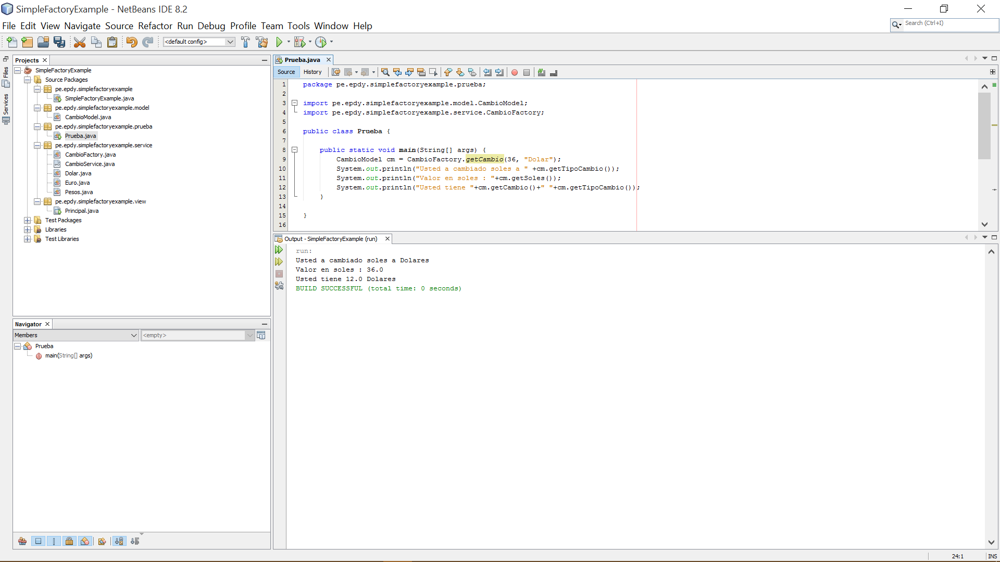 SimpleFactoryExample - NetBeans IDE 8.2
File Edit View Navigate Source Refactor Run Debug Profile Team Tools Window Help
Search (Ctrl+I)
<default config>
Files
Services
Projects
SimpleFactoryExample
Source Packages
pe.epdy.simplefactoryexample
SimpleFactoryExample.java
pe.epdy.simplefactoryexample.model
CambioModel.java
pe.epdy.simplefactoryexample.prueba
Prueba.java
pe.epdy.simplefactoryexample.service
CambioFactory.java
CambioService.java
Dolar.java
Euro.java
Pesos.java
pe.epdy.simplefactoryexample.view
Principal.java
Test Packages
Libraries
Test Libraries
Navigator
Members
<empty>
Prueba
main(String[] args)
Prueba.java
Source History
1 package pe.epdy.simplefactoryexample.prueba;
2
3 import pe.epdy.simplefactoryexample.model.CambioModel;
4 import pe.epdy.simplefactoryexample.service.CambioFactory;
5
6 public class Prueba {
7
8 public static void main(String[] args) {
9 CambioModel cm = CambioFactory.getCambio(36, "Dolar");
10 System.out.println("Usted a cambiado soles a " +cm.getTipoCambio());
11 System.out.println("Valor en soles : "+cm.getSoles());
12 System.out.println("Usted tiene "+cm.getCambio()+" "+cm.getTipoCambio());
13 }
14
15 }
16
Output - SimpleFactoryExample (run)
run:
Usted a cambiado soles a Dolares
Valor en soles : 36.0
Usted tiene 12.0 Dolares
BUILD SUCCESSFUL (total time: 0 seconds)
24:1 INS